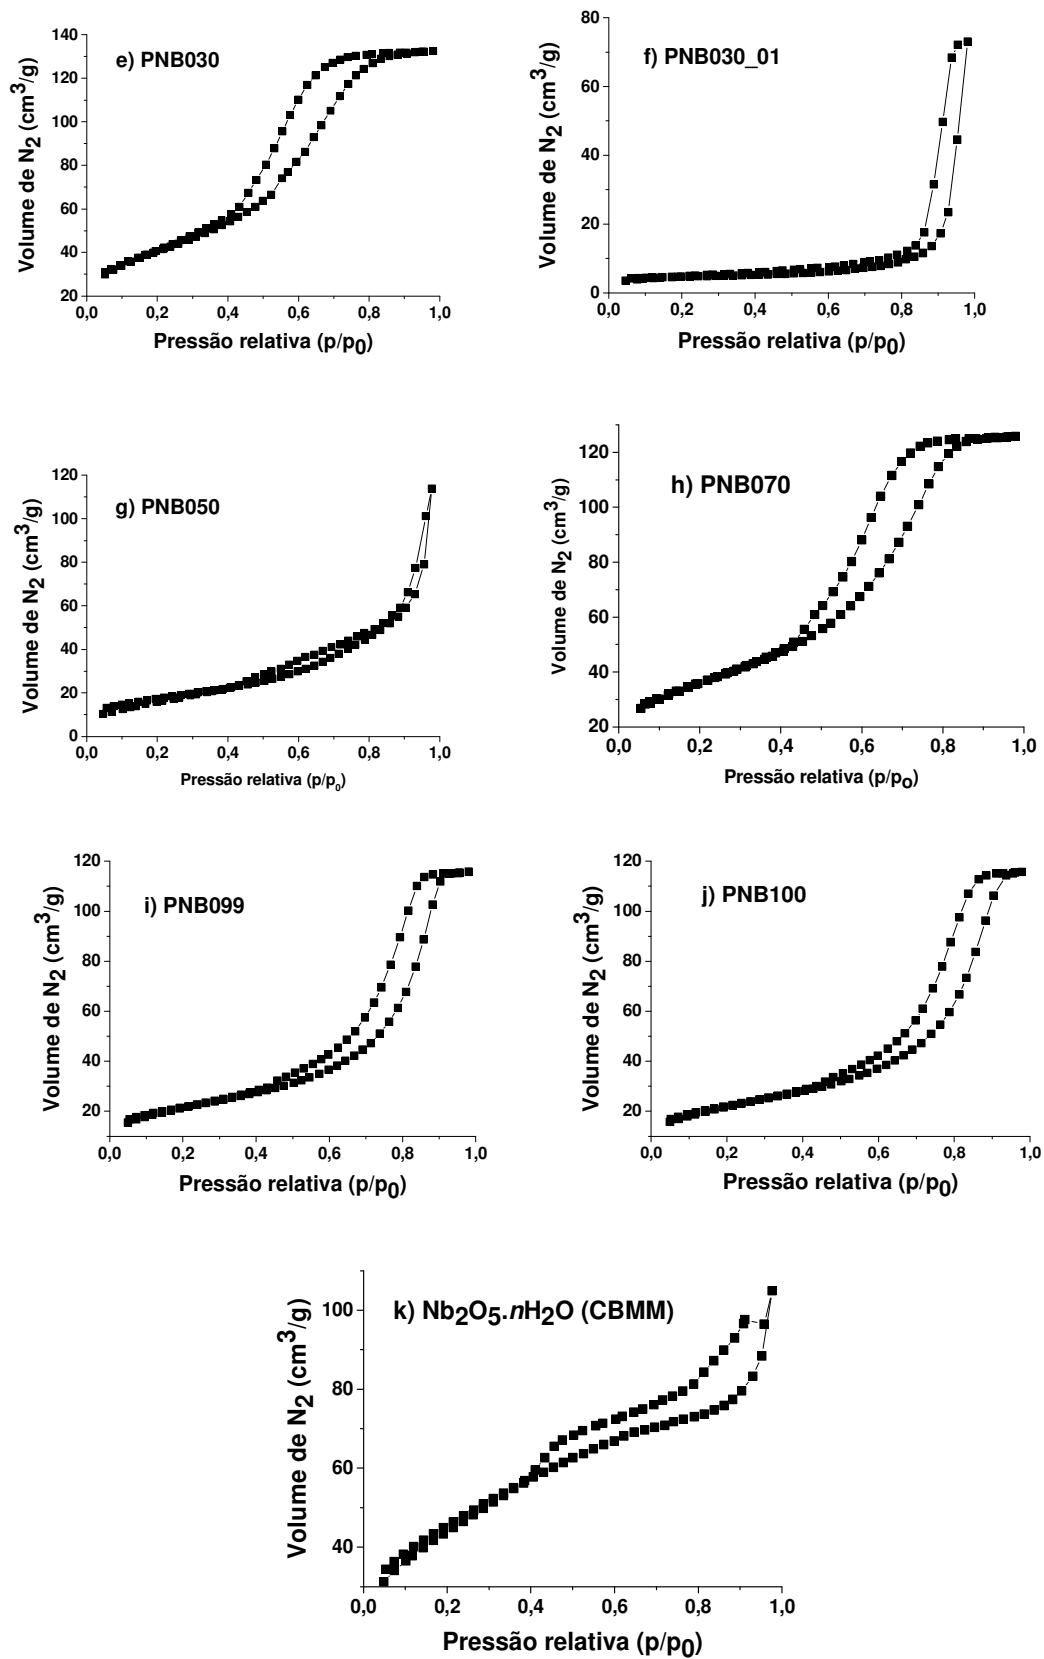 e) PNB030
Volume de N2 (cm3/g)
140
120
100
80
60
40
20
0,0 0,2 0,4 0,6 0,8 1,0
Pressão relativa (p/p0)
f) PNB030_01
Volume de N2 (cm3/g)
80
60
40
20
0
0,0 0,2 0,4 0,6 0,8 1,0
Pressão relativa (p/p0)
g) PNB050
Volume de N2 (cm3/g)
120
100
80
60
40
20
0
0,0 0,2 0,4 0,6 0,8 1,0
Pressão relativa (p/p0)
h) PNB070
Volume de N2 (cm3/g)
120
100
80
60
40
20
0,0 0,2 0,4 0,6 0,8 1,0
Pressão relativa (p/po)
i) PNB099
Volume de N2 (cm3/g)
120
100
80
60
40
20
0,0 0,2 0,4 0,6 0,8 1,0
Pressão relativa (p/p0)
j) PNB100
Volume de N2 (cm3/g)
120
100
80
60
40
20
0,0 0,2 0,4 0,6 0,8 1,0
Pressão relativa (p/p0)
k) Nb2O5.nH2O (CBMM)
Volume de N2 (cm3/g)
100
80
60
40
0,0 0,2 0,4 0,6 0,8 1,0
Pressão relativa (p/p0)